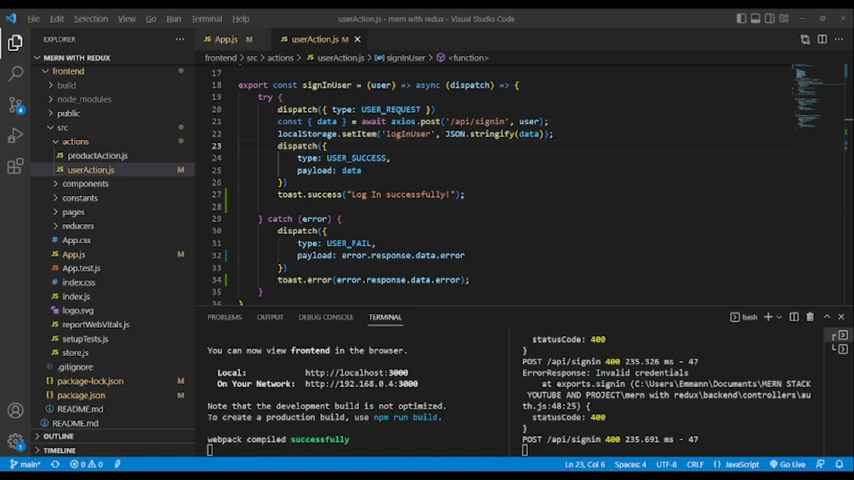 File Edit Selection View Go Run Terminal Help
userAction.js - mern with redux - Visual Studio Code
EXPLORER
App.js M
userAction.js M
frontend > src > actions > userAction.js > signInUser > <function>
MERN WITH REDUX
frontend
build
node_modules
public
src
actions
productAction.js
userAction.js M
components
constants
pages
reducers
App.css
App.js M
App.test.js
index.css
index.js
logo.svg
reportWebVitals.js
setupTests.js
store.js
.gitignore
package-lock.json
package.json
README.md
README.md
OUTLINE
TIMELINE
17
18 export const signInUser = (user) => async (dispatch) => {
19 try {
20 dispatch({ type: USER_REQUEST })
21 const { data } = await axios.post('/api/signin', user);
22 localStorage.setItem('logInUser', JSON.stringify(data));
23 dispatch({
24 type: USER_SUCCESS,
25 payload: data
26 })
27 toast.success("Log In successfully!");
28
29 } catch (error) {
30 dispatch({
31 type: USER_FAIL,
32 payload: error.response.data.error
33 })
34 toast.error(error.response.data.error);
35 }
PROBLEMS OUTPUT DEBUG CONSOLE TERMINAL
bash
You can now view frontend in the browser.
Local: http://localhost:3000
On Your Network: http://192.168.0.4:3000
Note that the development build is not optimized.
To create a production build, use npm run build.
webpack compiled successfully
statusCode: 400
}
POST /api/signin 400 235.326 ms - 47
ErrorResponse: Invalid credentials
at exports.signin (C:\Users\Emmann\Documents\MERN STACK
YOUTUBE AND PROJECT\mern with redux\backend\controllers\au
th.js:48:25) {
statusCode: 400
}
POST /api/signin 400 235.691 ms - 47
main* 0 0
Ln 23, Col 6 Spaces: 4 UTF-8 CRLF JavaScript Go Live